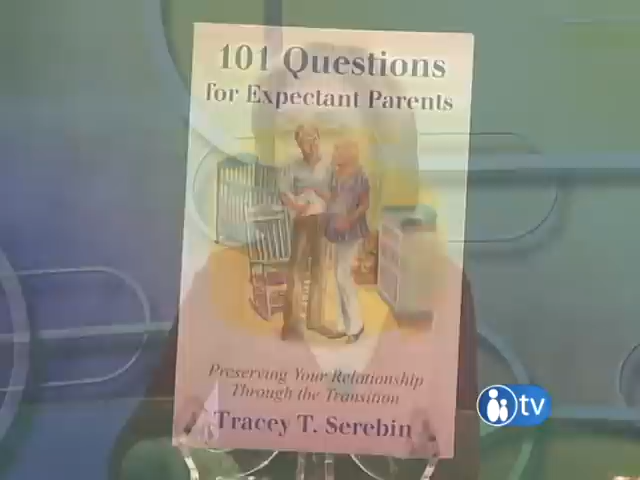 101 Questions
for Expectant Parents
Preserving Your Relationship
Through the Transition
Tracey T. Serebin
tv